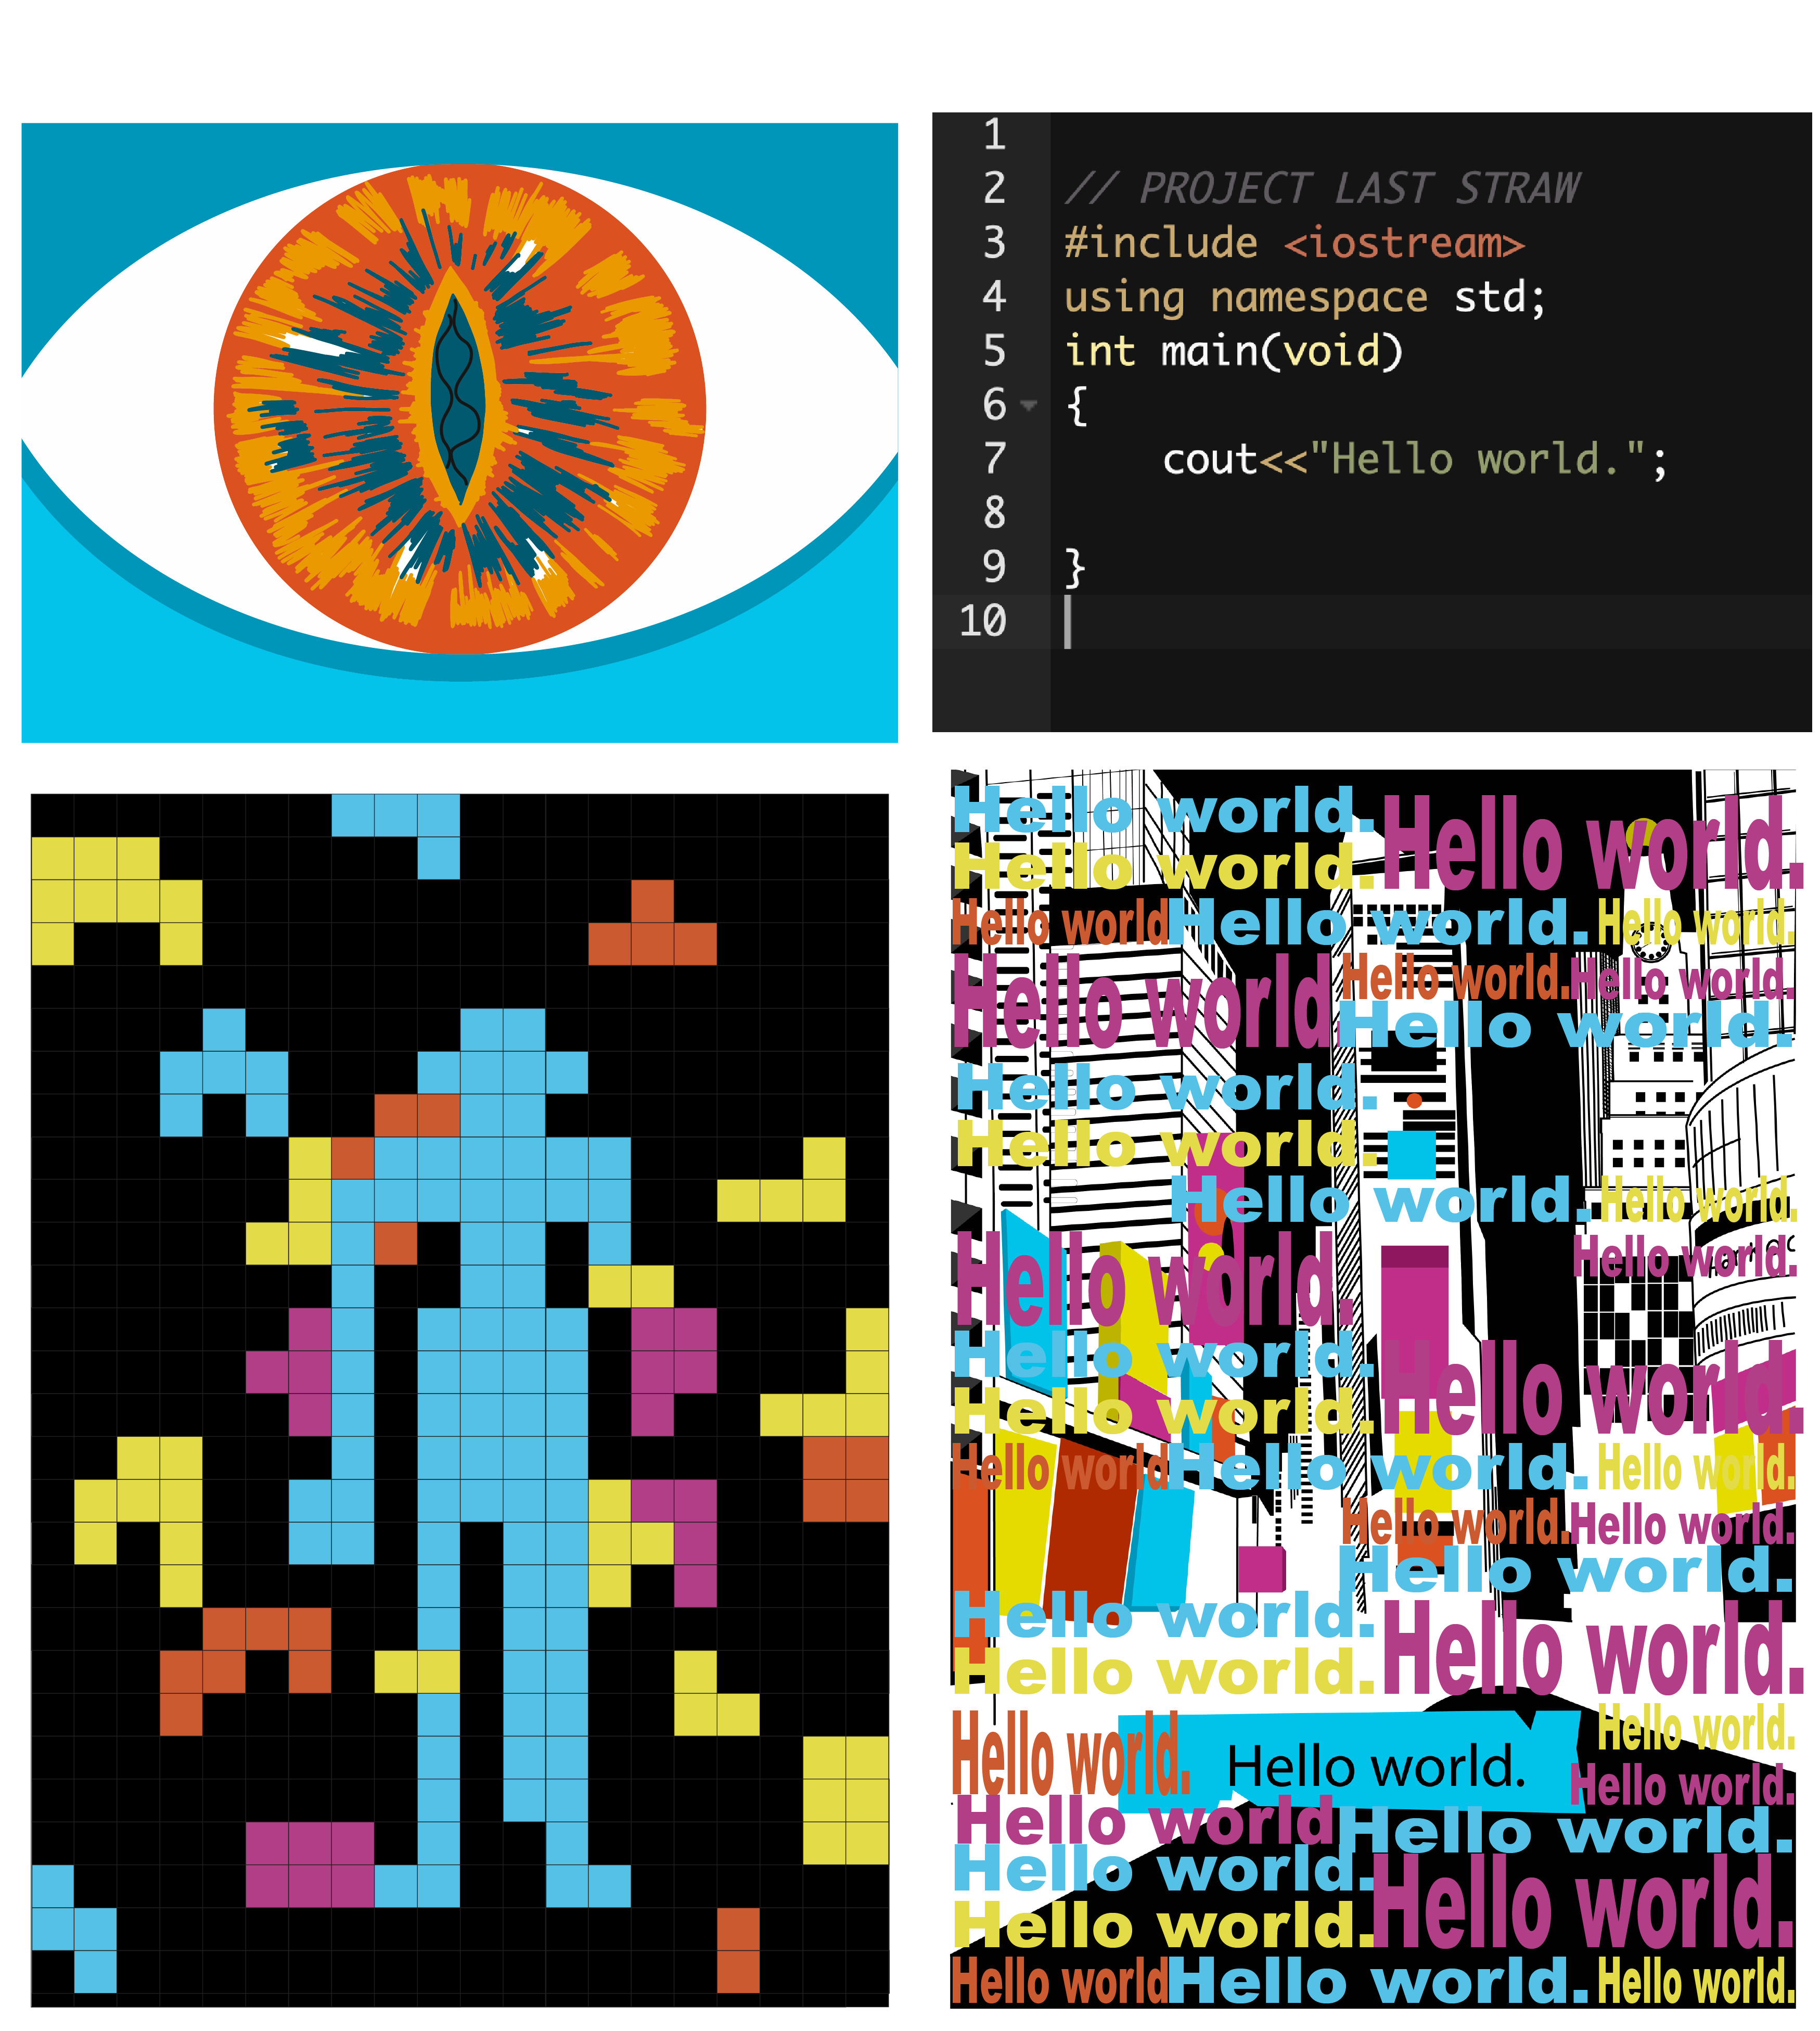 1
2 // PROJECT LAST STRAW
3 #include <iostream>
4 using namespace std;
5 int main(void)
6 {
7 cout<<"Hello world.";
8
9 }
10
Hello world. Hello world.
Hello world.
Hello world Hello world. Hello world.
Hello world. Hello world. Hello world.
Hello world.
Hello world.
Hello world.
Hello world. Hello world.
Hello world.
Hello world.
Hello world. Hello world.
Hello world.
Hello world Hello world. Hello world.
Hello world. Hello world.
Hello world.
Hello world. Hello world.
Hello world.
Hello world.
Hello world. Hello world. Hello world.
Hello world Hello world.
Hello world. Hello world.
Hello world.
Hello world Hello world. Hello world.